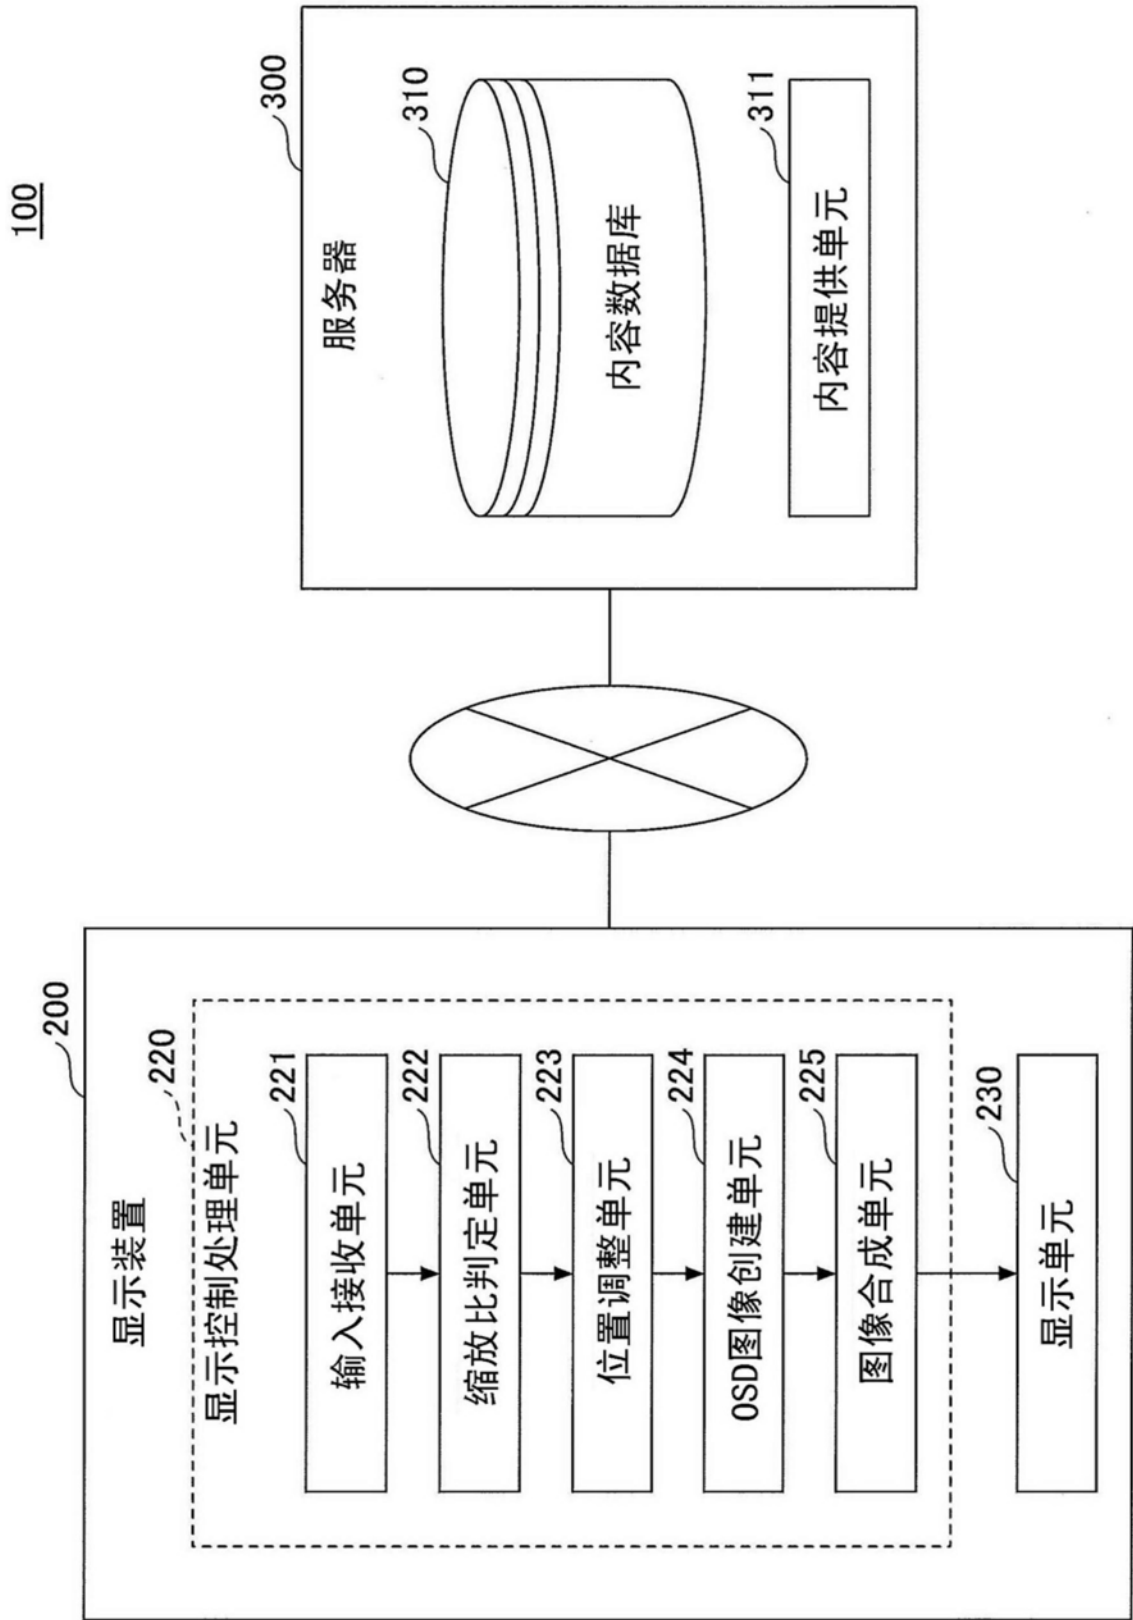 100
200
显示装置
220
显示控制处理单元
221
输入接收单元
222
缩放比判定单元
223
位置调整单元
224
OSD图像创建单元
225
图像合成单元
230
显示单元
300
服务器
310
内容数据库
311
内容提供单元